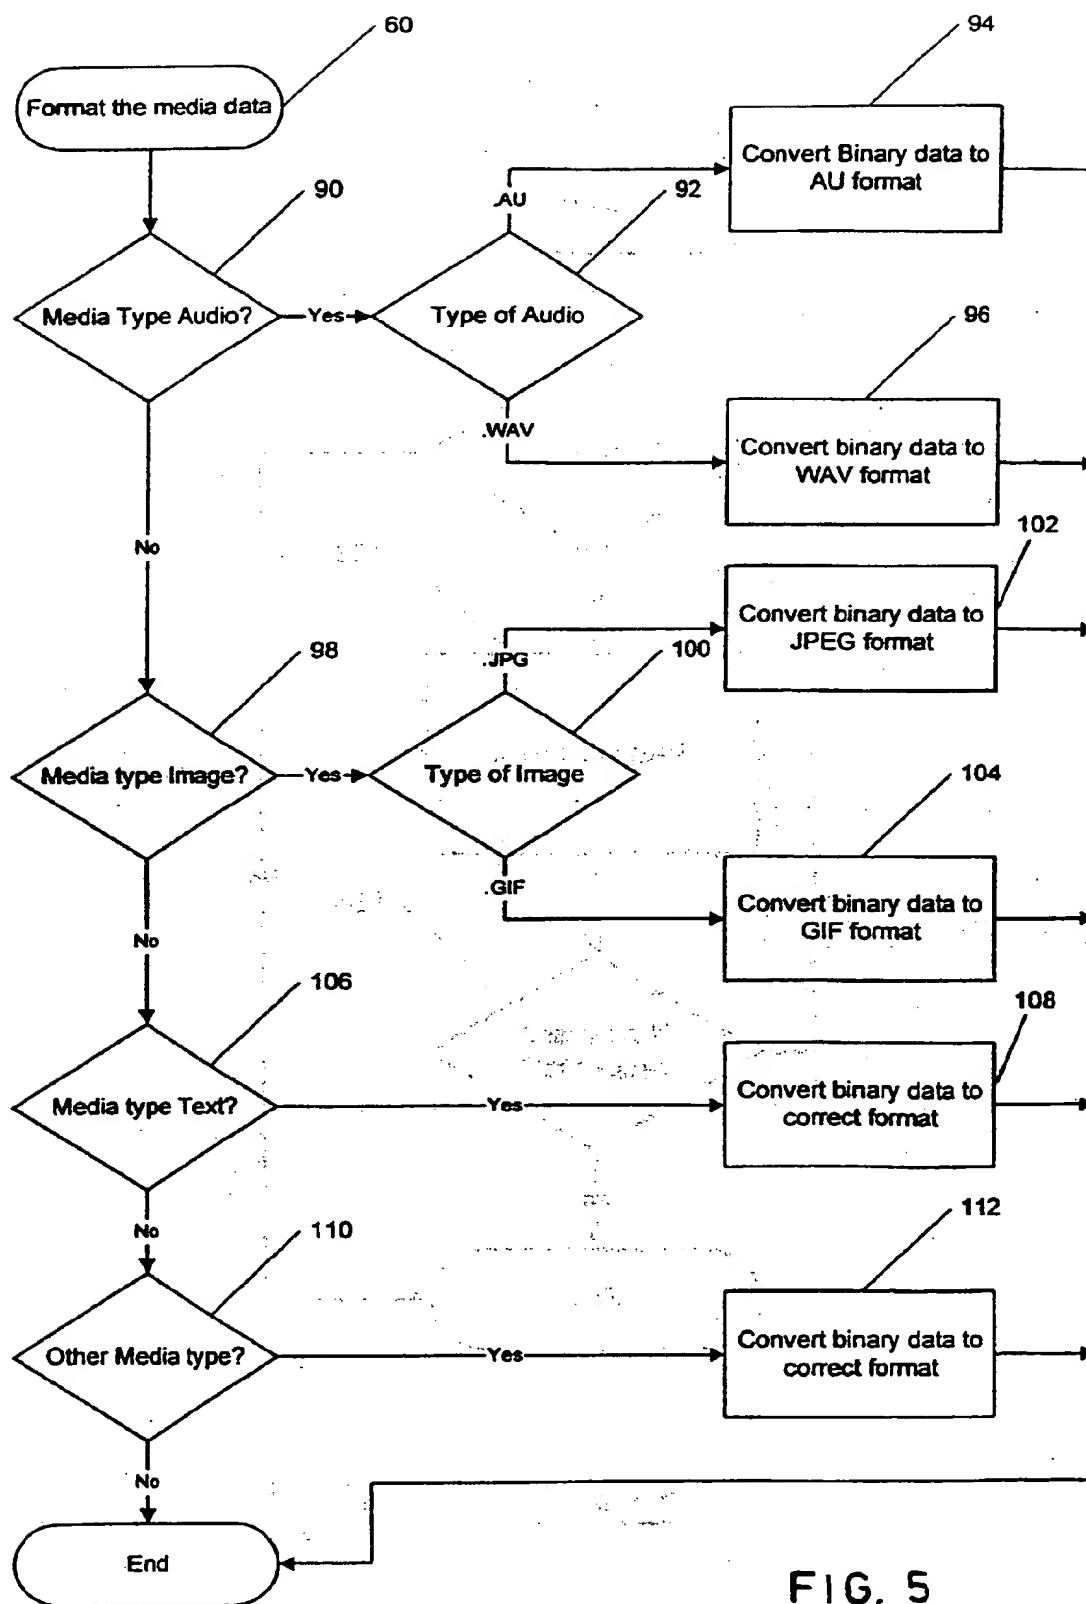 60
94
Format the media data
Convert Binary data to
AU format
90
.AU
92
Media Type Audio?
Yes
Type of Audio
96
.WAV
Convert binary data to
WAV format
102
No
Convert binary data to
JPEG format
98
.JPG
100
Media type Image?
Yes
Type of Image
104
.GIF
Convert binary data to
GIF format
No
106
108
Media type Text?
Yes
Convert binary data to
correct format
No
110
112
Other Media type?
Yes
Convert binary data to
correct format
No
End
FIG. 5